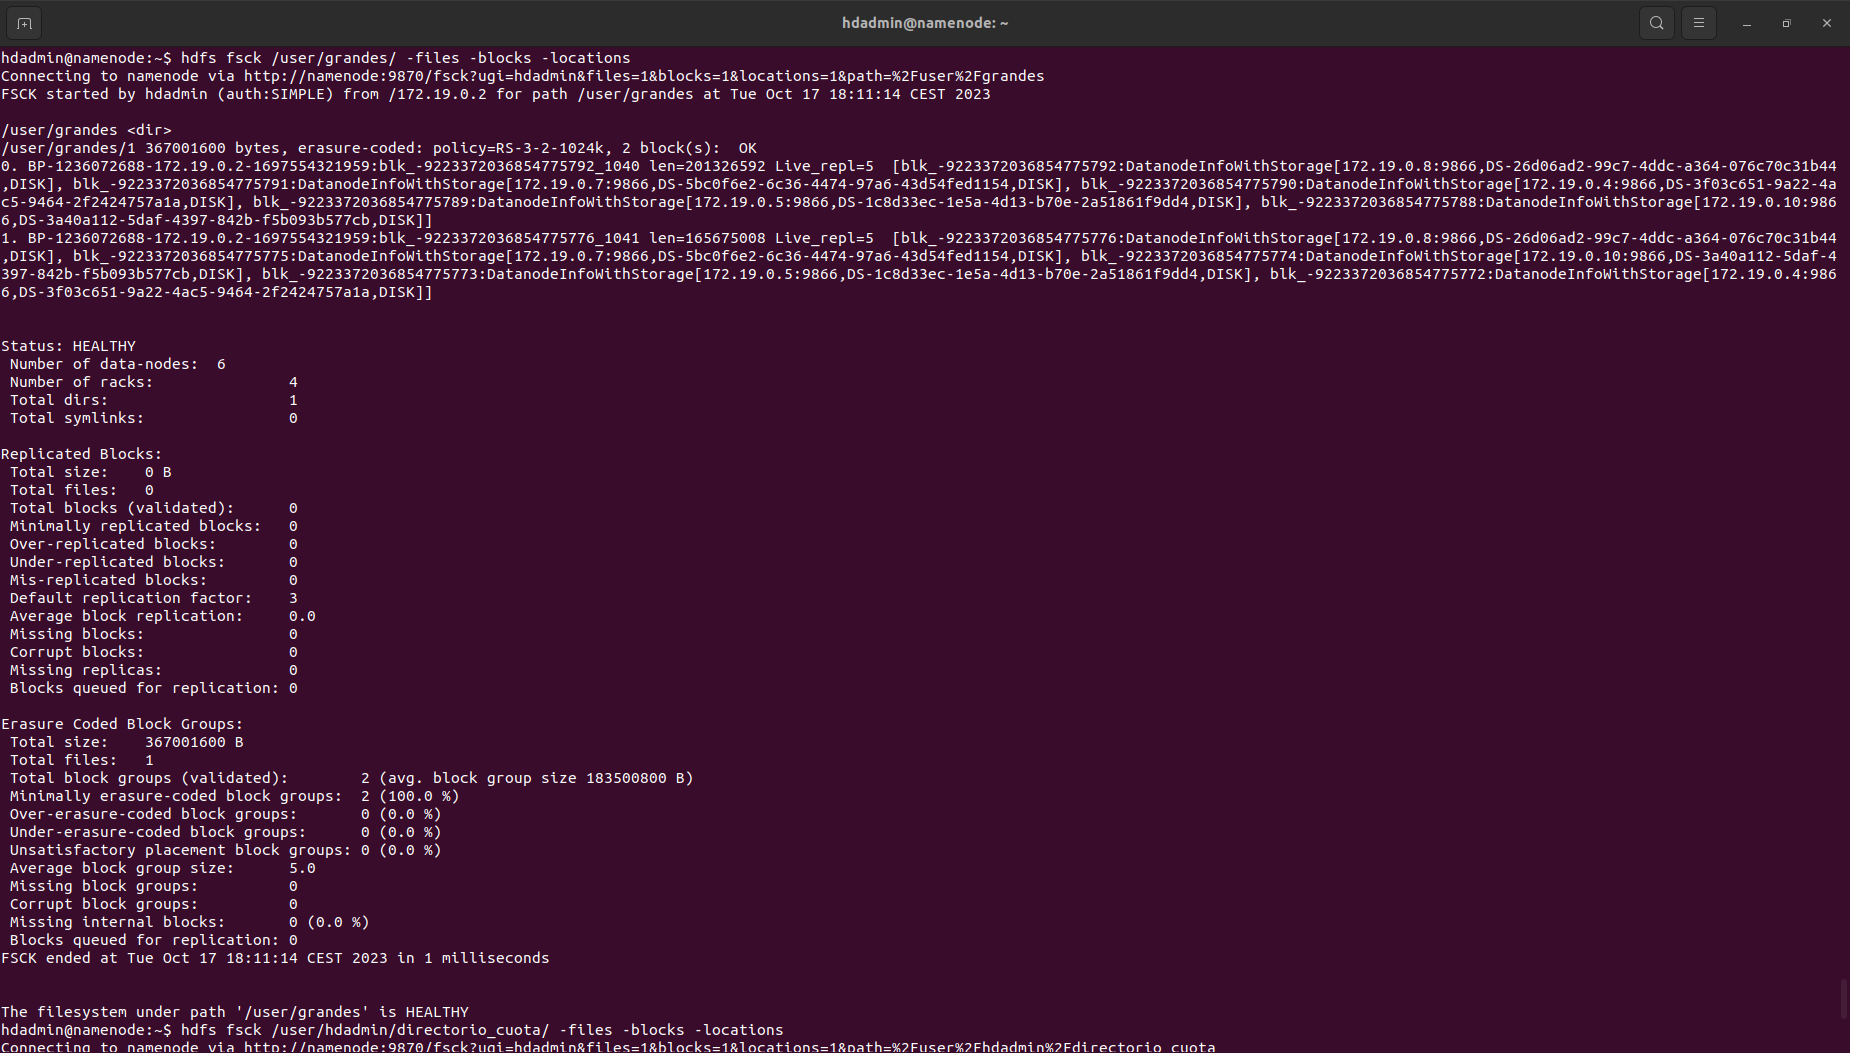 hdadmin@namenode: ~
hdadmin@namenode:~$ hdfs fsck /user/grandes/ -files -blocks -locations
Connecting to namenode via http://namenode:9870/fsck?ugi=hdadmin&files=1&blocks=1&locations=1&path=%2Fuser%2Fgrandes
FSCK started by hdadmin (auth:SIMPLE) from /172.19.0.2 for path /user/grandes at Tue Oct 17 18:11:14 CEST 2023
/user/grandes <dir>
/user/grandes/1 367001600 bytes, erasure-coded: policy=RS-3-2-1024k, 2 block(s):  OK
0. BP-1236072688-172.19.0.2-1697554321959:blk_-9223372036854775792_1040 len=201326592 Live_repl=5  [blk_-9223372036854775792:DatanodeInfoWithStorage[172.19.0.8:9866,DS-26d06ad2-99c7-4ddc-a364-076c70c31b44
,DISK], blk_-9223372036854775791:DatanodeInfoWithStorage[172.19.0.7:9866,DS-5bc0f6e2-6c36-4474-97a6-43d54fed1154,DISK], blk_-9223372036854775790:DatanodeInfoWithStorage[172.19.0.4:9866,DS-3f03c651-9a22-4a
c5-9464-2f2424757a1a,DISK], blk_-9223372036854775789:DatanodeInfoWithStorage[172.19.0.5:9866,DS-1c8d33ec-1e5a-4d13-b70e-2a51861f9dd4,DISK], blk_-9223372036854775788:DatanodeInfoWithStorage[172.19.0.10:986
6,DS-3a40a112-5daf-4397-842b-f5b093b577cb,DISK]]
1. BP-1236072688-172.19.0.2-1697554321959:blk_-9223372036854775776_1041 len=165675008 Live_repl=5  [blk_-9223372036854775776:DatanodeInfoWithStorage[172.19.0.8:9866,DS-26d06ad2-99c7-4ddc-a364-076c70c31b44
,DISK], blk_-9223372036854775775:DatanodeInfoWithStorage[172.19.0.7:9866,DS-5bc0f6e2-6c36-4474-97a6-43d54fed1154,DISK], blk_-9223372036854775774:DatanodeInfoWithStorage[172.19.0.10:9866,DS-3a40a112-5daf-4
397-842b-f5b093b577cb,DISK], blk_-9223372036854775773:DatanodeInfoWithStorage[172.19.0.5:9866,DS-1c8d33ec-1e5a-4d13-b70e-2a51861f9dd4,DISK], blk_-9223372036854775772:DatanodeInfoWithStorage[172.19.0.4:986
6,DS-3f03c651-9a22-4ac5-9464-2f2424757a1a,DISK]]
Status: HEALTHY
Number of data-nodes:  6
Number of racks: 4
Total dirs: 1
Total symlinks: 0
Replicated Blocks:
Total size:    0 B
Total files:   0
Total blocks (validated): 0
Minimally replicated blocks: 0
Over-replicated blocks: 0
Under-replicated blocks: 0
Mis-replicated blocks: 0
Default replication factor: 3
Average block replication: 0.0
Missing blocks: 0
Corrupt blocks: 0
Missing replicas: 0
Blocks queued for replication: 0
Erasure Coded Block Groups:
Total size:    367001600 B
Total files:   1
Total block groups (validated): 2 (avg. block group size 183500800 B)
Minimally erasure-coded block groups: 2 (100.0 %)
Over-erasure-coded block groups: 0 (0.0 %)
Under-erasure-coded block groups: 0 (0.0 %)
Unsatisfactory placement block groups: 0 (0.0 %)
Average block group size: 5.0
Missing block groups: 0
Corrupt block groups: 0
Missing internal blocks: 0 (0.0 %)
Blocks queued for replication: 0
FSCK ended at Tue Oct 17 18:11:14 CEST 2023 in 1 milliseconds
The filesystem under path '/user/grandes' is HEALTHY
hdadmin@namenode:~$ hdfs fsck /user/hdadmin/directorio_cuota/ -files -blocks -locations
Connecting to namenode via http://namenode:9870/fsck?ugi=hdadmin&files=1&blocks=1&locations=1&path=%2Fuser%2Fhdadmin%2Fdirectorio_cuota